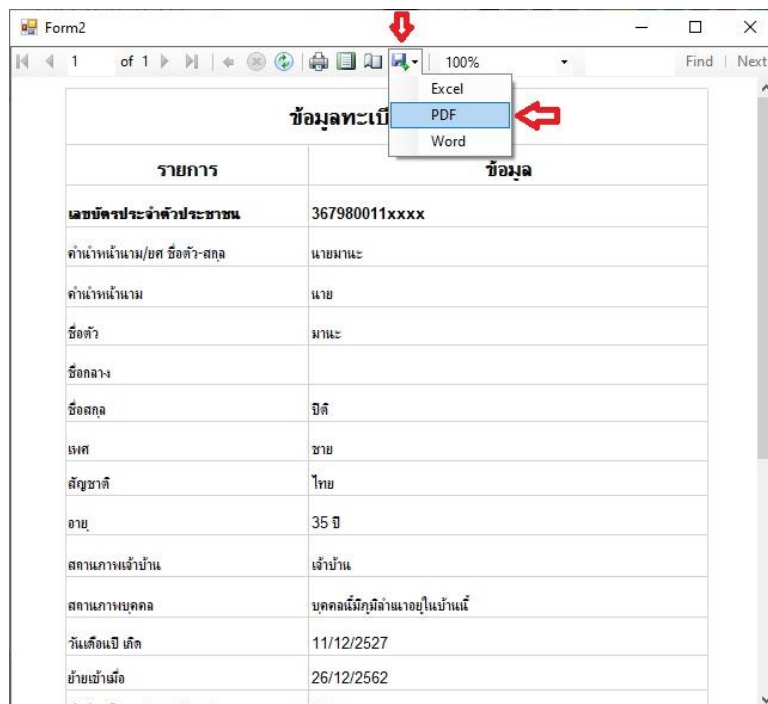 Form2
1 of 1 100% Find | Next
Excel
PDF
Word
ข้อมูลทะเบี
รายการ ข้อมูล
เลขบัตรประจำตัวประชาชน 367980011xxxx
คำนำหน้านาม/ยศ ชื่อตัว-สกุล นายมานะ
คำนำหน้านาม นาย
ชื่อตัว มานะ
ชื่อกลาง
ชื่อสกุล ปิติ
เพศ ชาย
สัญชาติ ไทย
อายุ 35 ปี
สถานภาพเจ้าบ้าน เจ้าบ้าน
สถานภาพบุคคล บุคคลนี้มีภูมิลำเนาอยู่ในบ้านนี้
วันเดือนปี เกิด 11/12/2527
ย้ายเข้าเมื่อ 26/12/2562